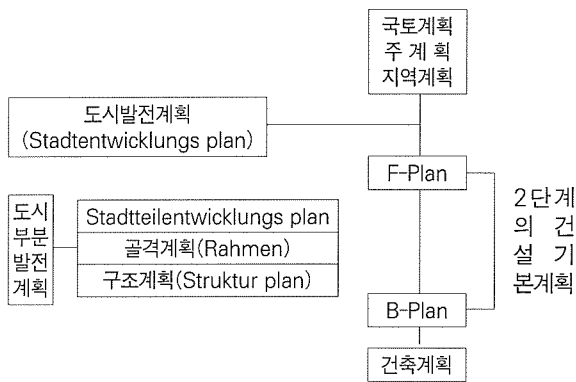 국토계획
주 계 획
지역계획
도시발전계획
(Stadtentwicklungs plan)
F-Plan
도시
부분
발전
계획
Stadtteilentwicklungs plan
골격계획(Rahmen)
구조계획(Struktur plan)
2단계
의 건
설 기
본계획
B-Plan
건축계획